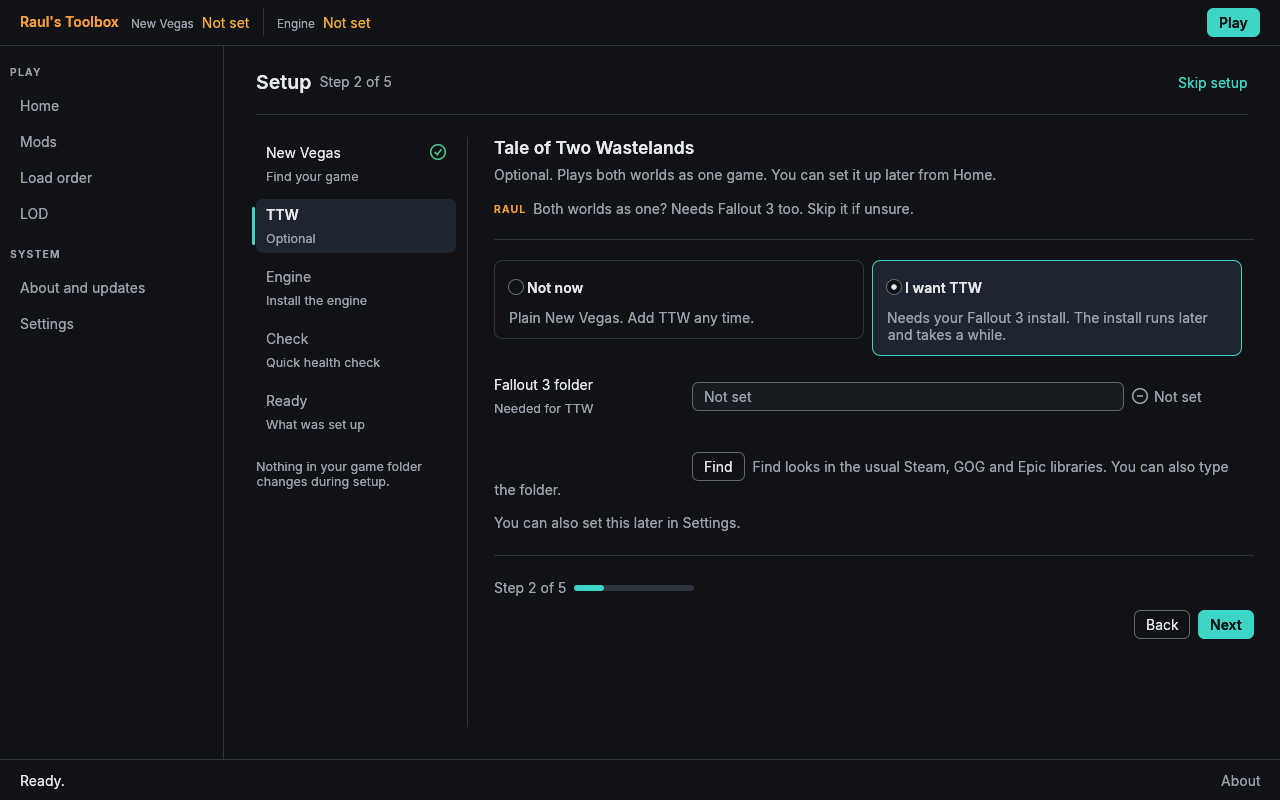 Raul's Toolbox New Vegas Not set Engine Not set Play
PLAY
Home
Mods
Load order
LOD
SYSTEM
About and updates
Settings
Setup Step 2 of 5 Skip setup
New Vegas
Find your game
TTW
Optional
Engine
Install the engine
Check
Quick health check
Ready
What was set up
Nothing in your game folder
changes during setup.
Tale of Two Wastelands
Optional. Plays both worlds as one game. You can set it up later from Home.
RAUL Both worlds as one? Needs Fallout 3 too. Skip it if unsure.
Not now
Plain New Vegas. Add TTW any time.
I want TTW
Needs your Fallout 3 install. The install runs later
and takes a while.
Fallout 3 folder
Needed for TTW
Not set Not set
Find Find looks in the usual Steam, GOG and Epic libraries. You can also type
the folder.
You can also set this later in Settings.
Step 2 of 5
Back Next
Ready. About